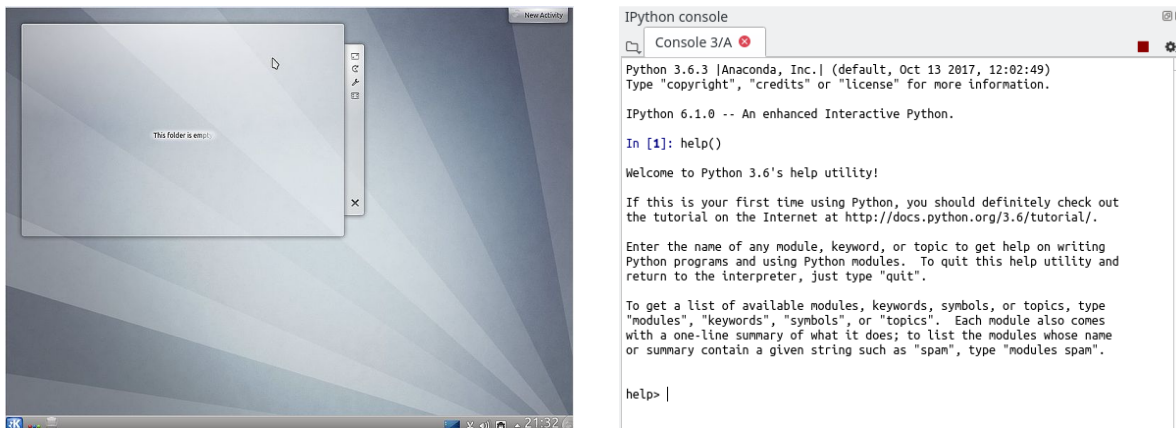 New Activity
This folder is empty
21:32
IPython console
Console 3/A
Python 3.6.3 |Anaconda, Inc.| (default, Oct 13 2017, 12:02:49)
Type "copyright", "credits" or "license" for more information.
IPython 6.1.0 -- An enhanced Interactive Python.
In [1]: help()
Welcome to Python 3.6's help utility!
If this is your first time using Python, you should definitely check out
the tutorial on the Internet at http://docs.python.org/3.6/tutorial/.
Enter the name of any module, keyword, or topic to get help on writing
Python programs and using Python modules.  To quit this help utility and
return to the interpreter, just type "quit".
To get a list of available modules, keywords, symbols, or topics, type
"modules", "keywords", "symbols", or "topics".  Each module also comes
with a one-line summary of what it does; to list the modules whose name
or summary contain a given string such as "spam", type "modules spam".
help>